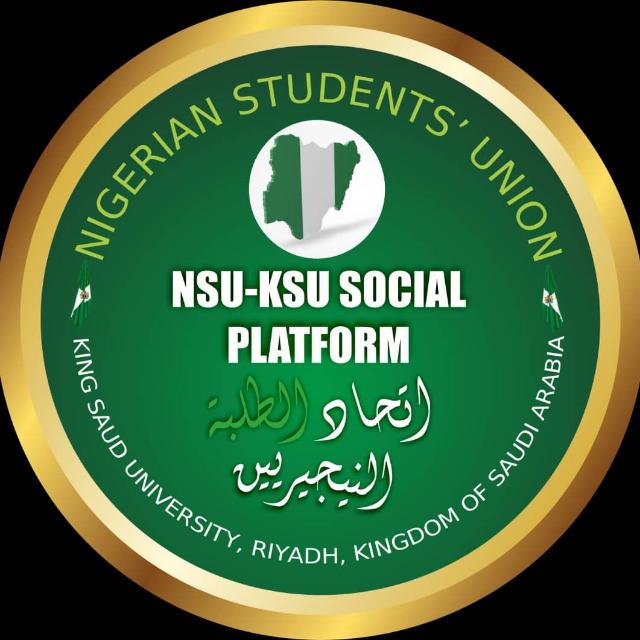 NIGERIAN STUDENTS' UNION
NSU-KSU SOCIAL
PLATFORM
اتحاد الطلبة
النيجيريين
KING SAUD UNIVERSITY, RIYADH, KINGDOM OF SAUDI ARABIA